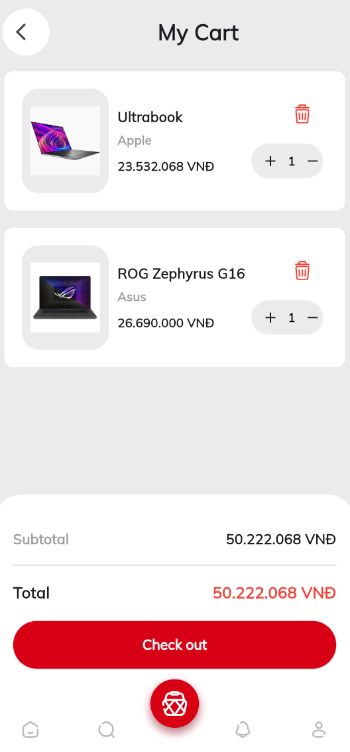 My Cart
Ultrabook
Apple
23.532.068 VNĐ
+ 1 −
ROG Zephyrus G16
Asus
26.690.000 VNĐ
+ 1 −
Subtotal 50.222.068 VNĐ
Total 50.222.068 VNĐ
Check out